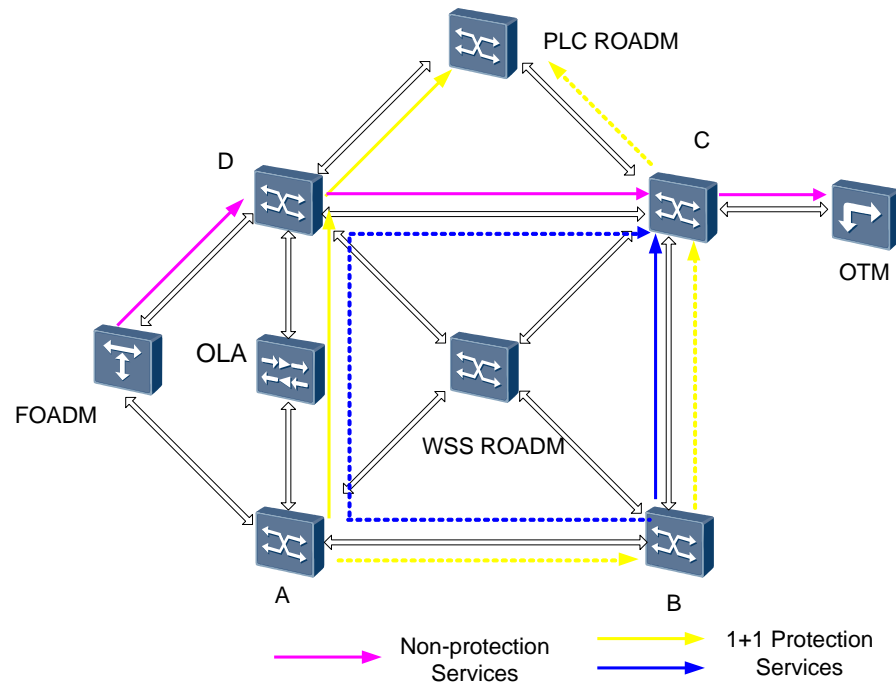 PLC ROADM
D
C
OTM
OLA
FOADM
WSS ROADM
A
B
Non-protection
Services
1+1 Protection
Services